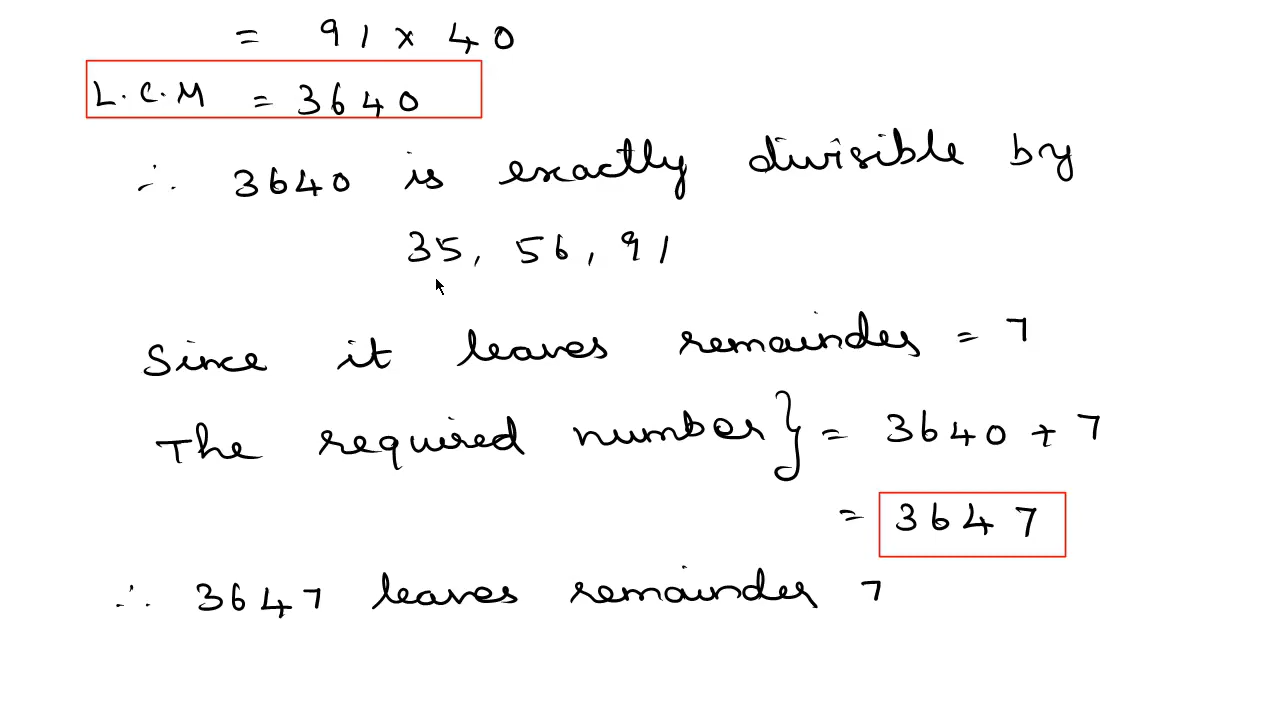 = 91 × 40
L.C.M = 3640
∴ 3640 is exactly divisible by
35, 56, 91
Since it leaves remainder = 7
The required number } = 3640 + 7
= 3647
∴ 3647 leaves remainder 7